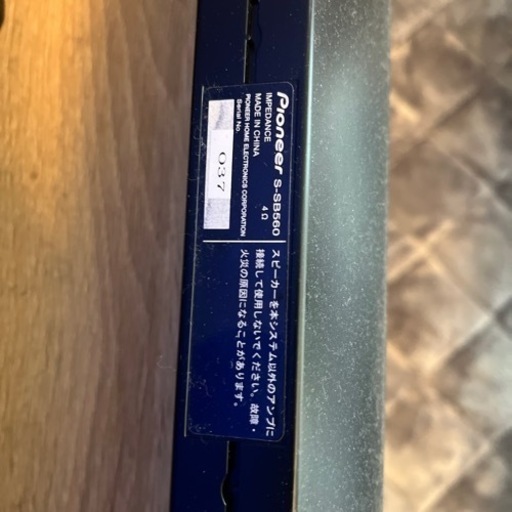 Pioneer S-SB560
IMPEDANCE 4Ω
MADE IN CHINA
PIONEER HOME ELECTRONICS CORPORATION
Serial No
037
スピーカーを本システム以外のアンプに
接続して使用しないでください。故障・
火災の原因になることがあります。